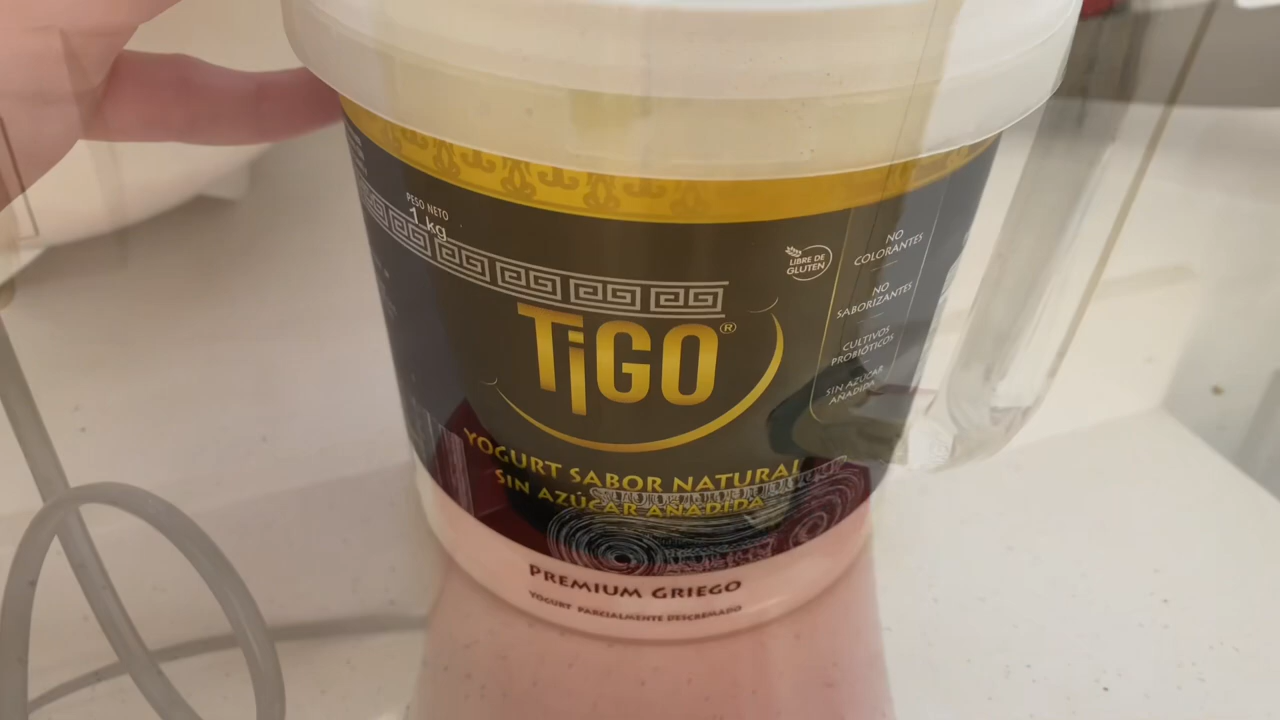 PESO NETO
1 kg
LIBRE DE
GLUTEN
NO
COLORANTES
NO
SABORIZANTES
CULTIVOS
PROBIÓTICOS
SIN AZÚCAR
AÑADIDA
TiGO®
YOGURT SABOR NATURAL
SIN AZÚCAR AÑADIDA
PREMIUM GRIEGO
YOGURT PARCIALMENTE DESCREMADO